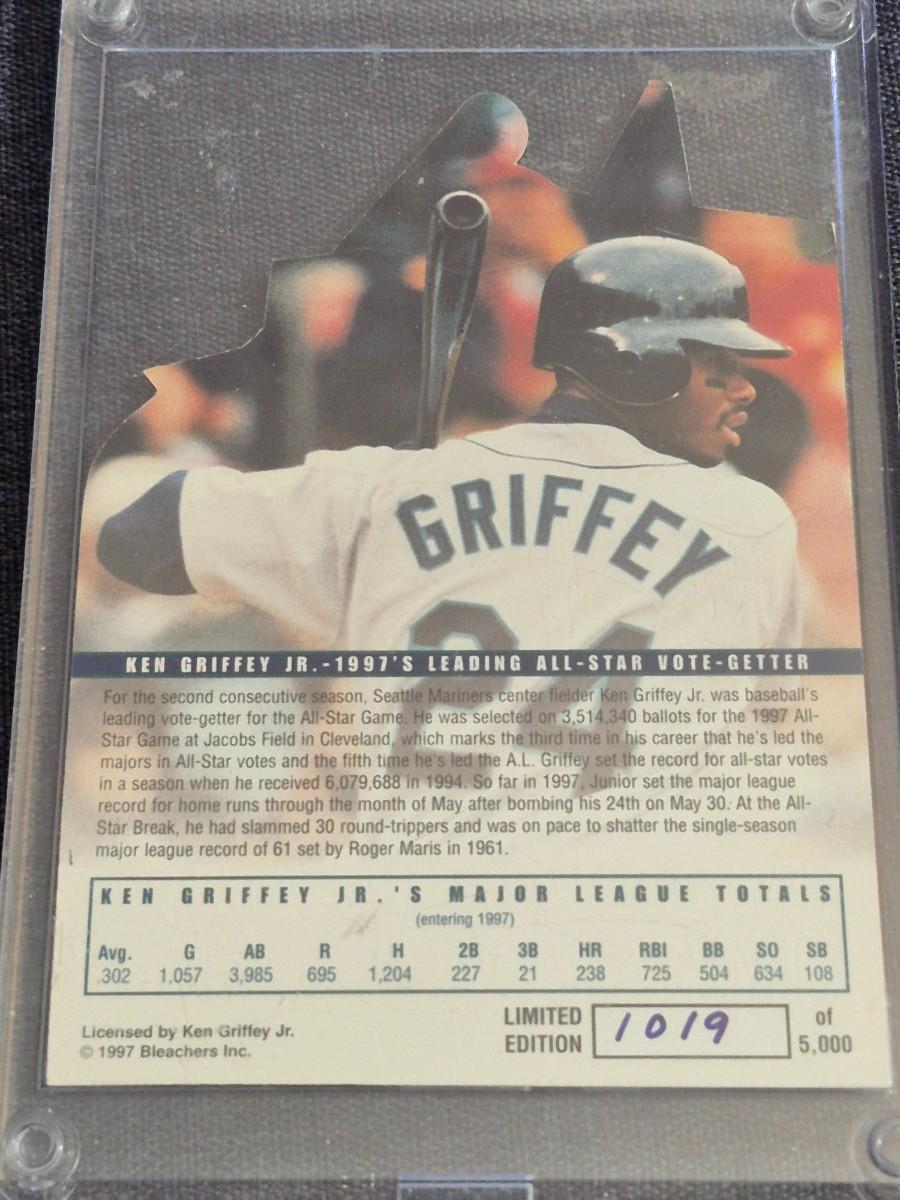 GRIFFEY
24
KEN GRIFFEY JR.-1997'S LEADING ALL-STAR VOTE-GETTER
For the second consecutive season, Seattle Mariners center fielder Ken Griffey Jr. was baseball's
leading vote-getter for the All-Star Game. He was selected on 3,514,340 ballots for the 1997 All-
Star Game at Jacobs Field in Cleveland, which marks the third time in his career that he's led the
majors in All-Star votes and the fifth time he's led the A.L. Griffey set the record for all-star votes
in a season when he received 6,079,688 in 1994. So far in 1997, Junior set the major league
record for home runs through the month of May after bombing his 24th on May 30. At the All-
Star Break, he had slammed 30 round-trippers and was on pace to shatter the single-season
major league record of 61 set by Roger Maris in 1961.
KEN GRIFFEY JR.'S MAJOR LEAGUE TOTALS
(entering 1997)
Avg. G AB R H 2B 3B HR RBI BB SO SB
.302 1,057 3,985 695 1,204 227 21 238 725 504 634 108
Licensed by Ken Griffey Jr.
© 1997 Bleachers Inc.
LIMITED
EDITION
1019
of
5,000